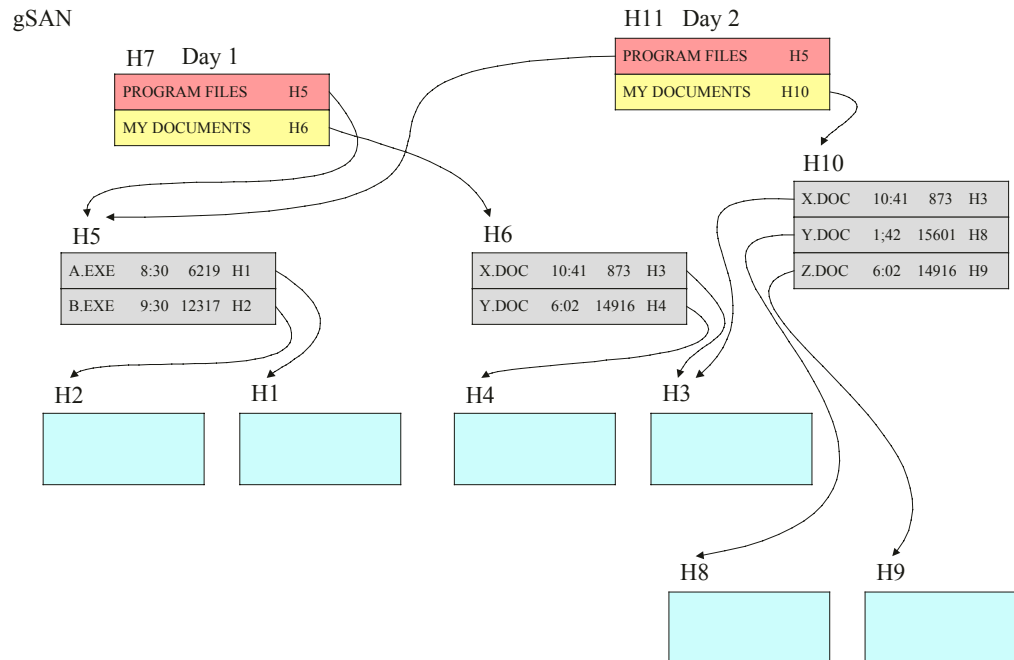 gSAN
H11 Day 2
H7 Day 1
PROGRAM FILES H5
MY DOCUMENTS H10
PROGRAM FILES H5
MY DOCUMENTS H6
H10
X.DOC 10:41 873 H3
Y.DOC 1;42 15601 H8
Z.DOC 6:02 14916 H9
H5
A.EXE 8:30 6219 H1
B.EXE 9:30 12317 H2
H6
X.DOC 10:41 873 H3
Y.DOC 6:02 14916 H4
H2
H1
H4
H3
H8
H9